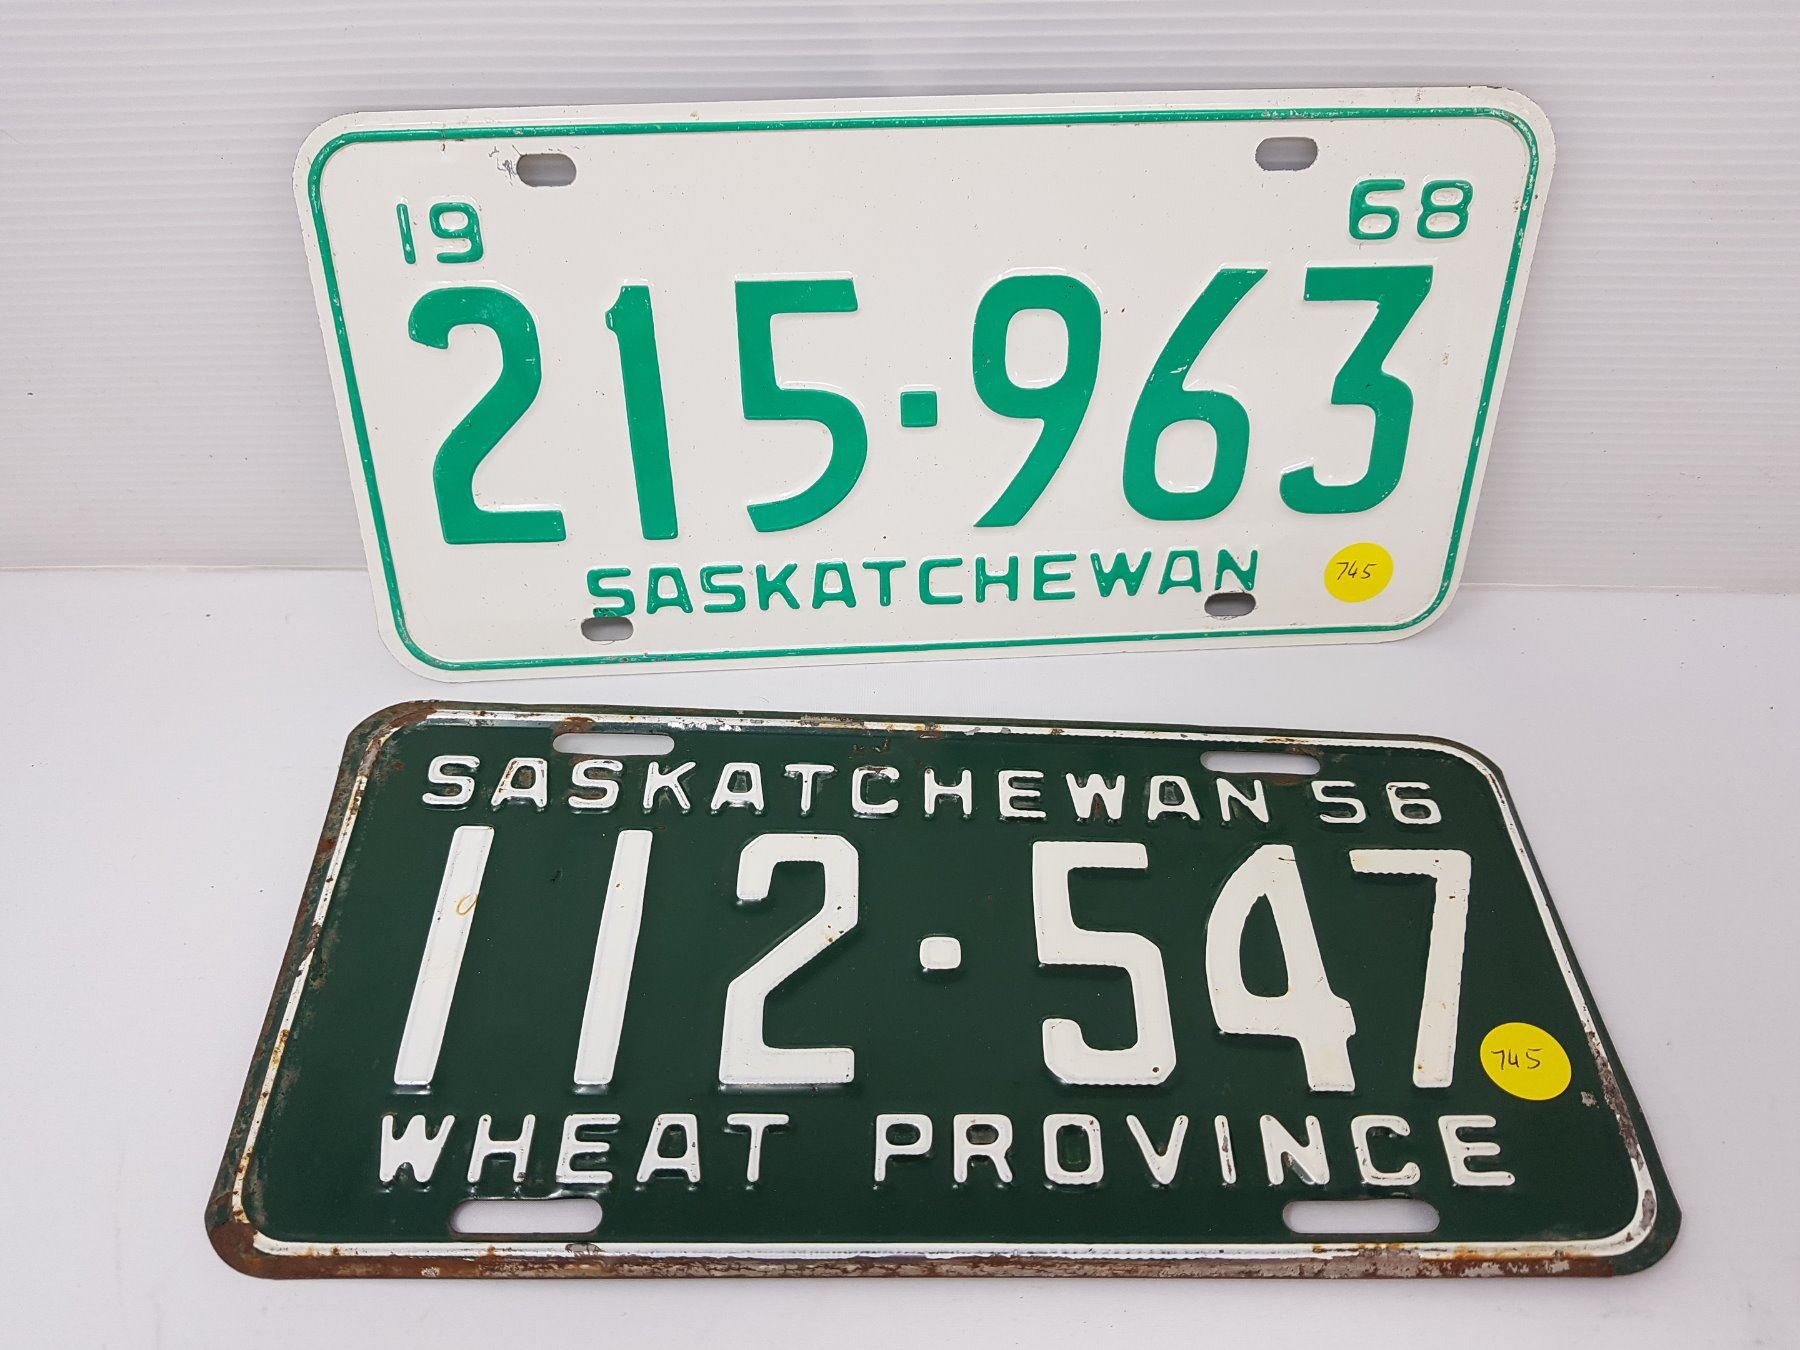 19 68
215·963
SASKATCHEWAN
745
SASKATCHEWAN 56
112·547
745
WHEAT PROVINCE